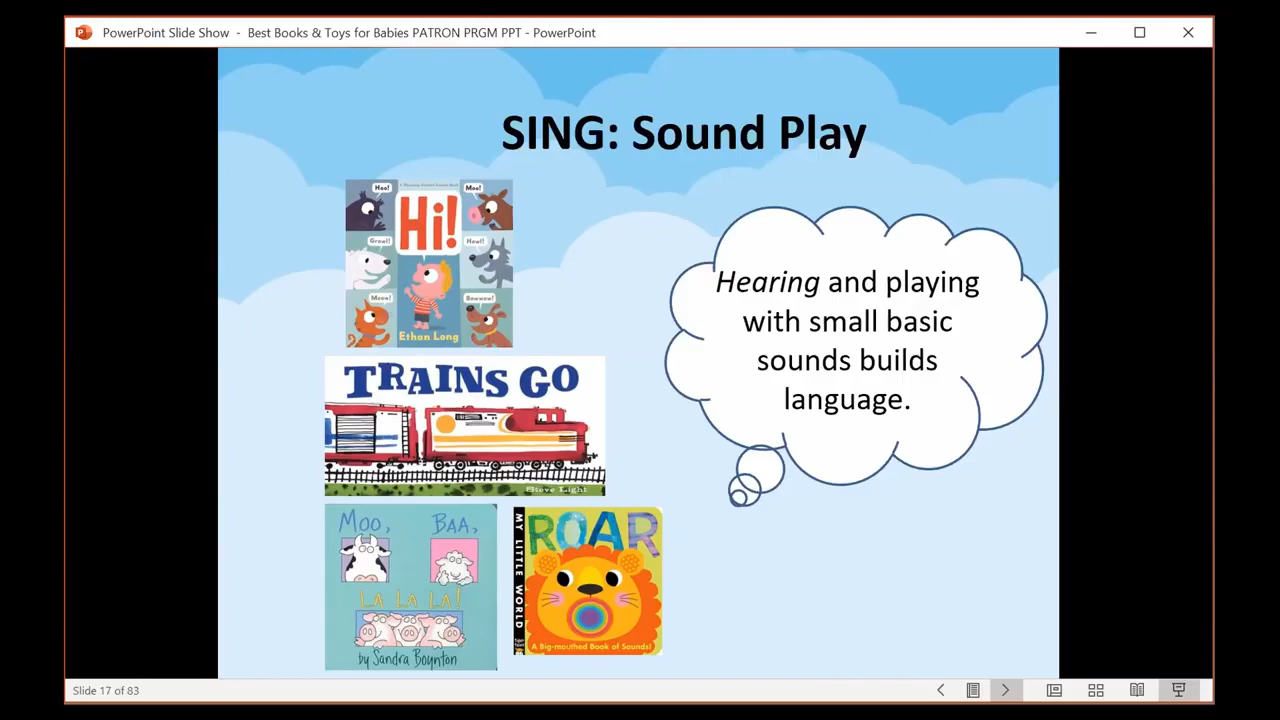 PowerPoint Slide Show - Best Books & Toys for Babies PATRON PRGM PPT - PowerPoint
SING: Sound Play
Hoo!
Moo!
Hi!
Growl!
Howl!
Meow!
Bowwow!
Ethan Long
TRAINS GO
Steve Light
MOO, BAA,
LA LA LA!
by Sandra Boynton
MY LITTLE WORLD
ROAR
A Big-mouthed Book of Sounds!
Hearing and playing
with small basic
sounds builds
language.
Slide 17 of 83